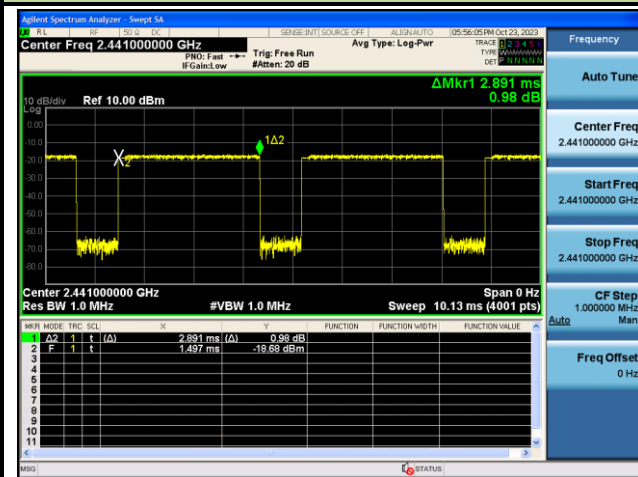 Agilent Spectrum Analyzer - Swept SA
RL RF 50 Ω DC SENSE:INT SOURCE OFF ALIGN AUTO 05:56:05 PM Oct 23, 2023
Center Freq 2.441000000 GHz
PNO: Fast
IFGain:Low
Trig: Free Run
#Atten: 20 dB
Avg Type: Log-Pwr
TRACE 1 2 3 4 5 6
TYPE WWWWWW
DET P N N N N N
ΔMkr1 2.891 ms
0.98 dB
10 dB/div Ref 10.00 dBm
Log
0.00
-10.0
-20.0
-30.0
-40.0
-50.0
-60.0
-70.0
-80.0
1Δ2
X2
Center 2.441000000 GHz Span 0 Hz
Res BW 1.0 MHz #VBW 1.0 MHz Sweep 10.13 ms (4001 pts)
MKR MODE TRC SCL X Y FUNCTION FUNCTION WIDTH FUNCTION VALUE
1 Δ2 1 t (Δ) 2.891 ms (Δ) 0.98 dB
2 F 1 t 1.497 ms -18.68 dBm
3
4
5
6
7
8
9
10
11
MSG STATUS
Frequency
Auto Tune
Center Freq
2.441000000 GHz
Start Freq
2.441000000 GHz
Stop Freq
2.441000000 GHz
CF Step
1.000000 MHz
Auto Man
Freq Offset
0 Hz